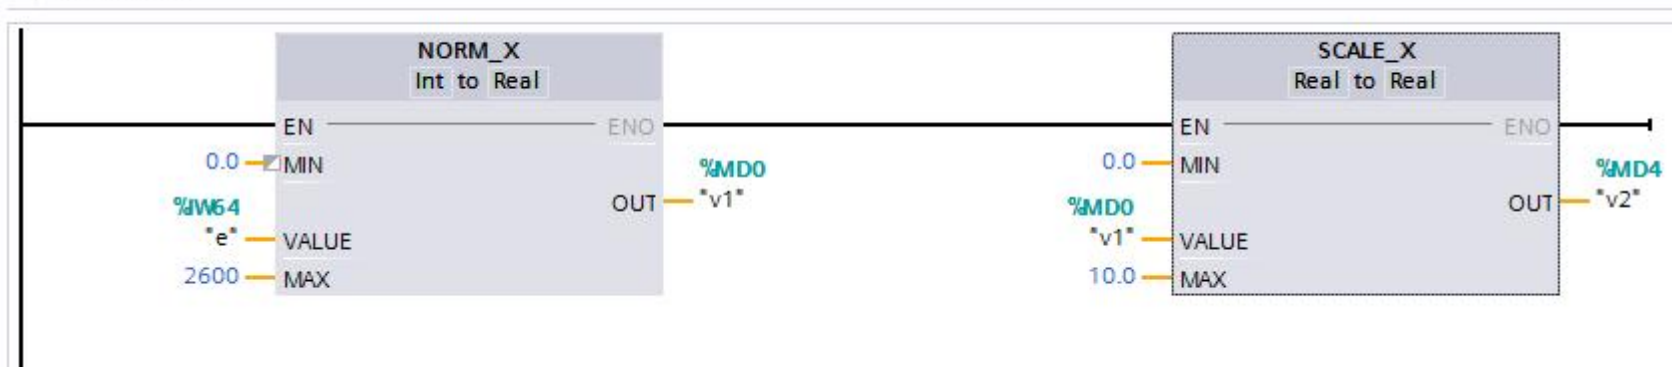 NORM_X
Int to Real
EN
ENO
0.0
MIN
%MD0
"v1"
OUT
%IW64
"e"
VALUE
2600
MAX
SCALE_X
Real to Real
EN
ENO
0.0
MIN
%MD4
"v2"
OUT
%MD0
"v1"
VALUE
10.0
MAX